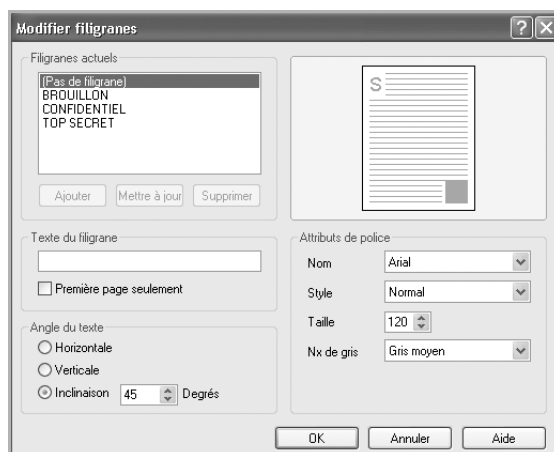 Modifier filigranes
Filigranes actuels
(Pas de filigrane)
BROUILLON
CONFIDENTIEL
TOP SECRET
Ajouter
Mettre à jour
Supprimer
S
Texte du filigrane
Première page seulement
Angle du texte
Horizontale
Verticale
Inclinaison 45 Degrés
Attributs de police
Nom Arial
Style Normal
Taille 120
Nx de gris Gris moyen
OK
Annuler
Aide